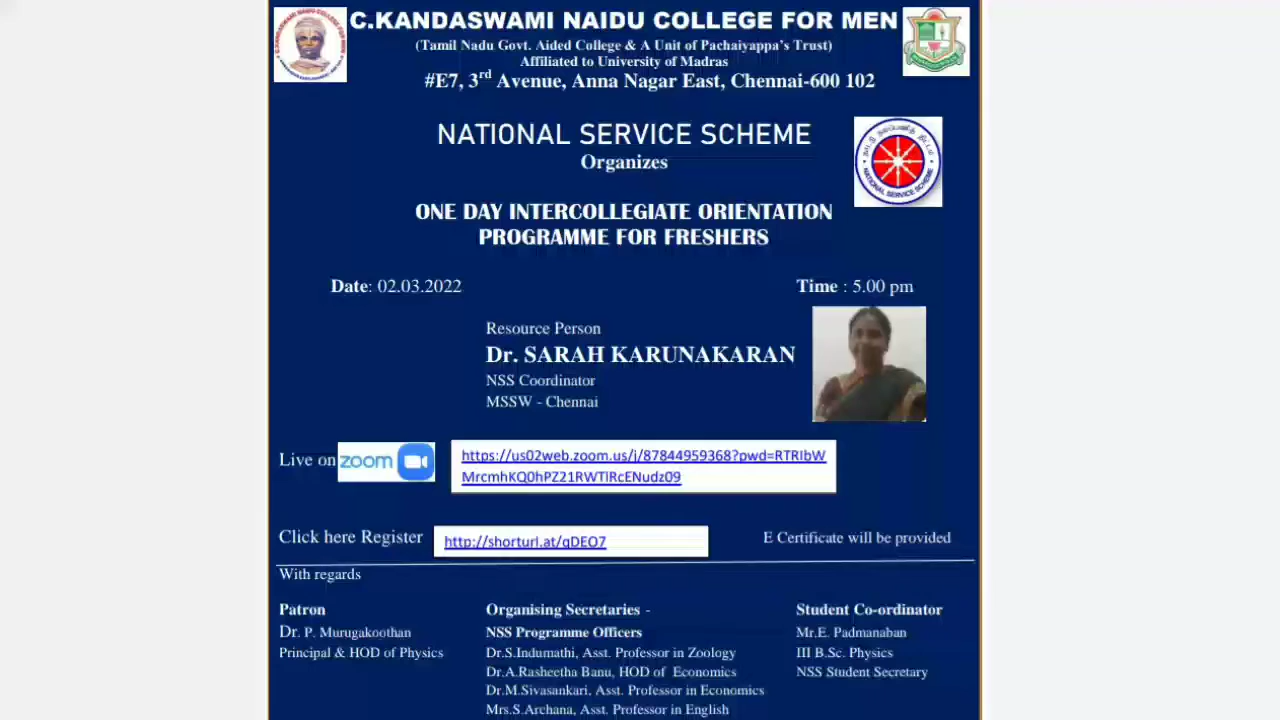 C.KANDASWAMI NAIDU COLLEGE FOR MEN
(Tamil Nadu Govt. Aided College & A Unit of Pachaiyappa's Trust)
Affiliated to University of Madras
#E7, 3rd Avenue, Anna Nagar East, Chennai-600 102
NATIONAL SERVICE SCHEME
Organizes
NATIONAL SERVICE SCHEME
ONE DAY INTERCOLLEGIATE ORIENTATION
PROGRAMME FOR FRESHERS
Date: 02.03.2022 Time : 5.00 pm
Resource Person
Dr. SARAH KARUNAKARAN
NSS Coordinator
MSSW - Chennai
Live on zoom https://us02web.zoom.us/j/87844959368?pwd=RTRIbW
MrcmhKQ0hPZ21RWTlRcENudz09
Click here Register http://shorturl.at/qDEO7 E Certificate will be provided
With regards
Patron Organising Secretaries - Student Co-ordinator
Dr. P. Murugakoothan NSS Programme Officers Mr.E. Padmanaban
Principal & HOD of Physics Dr.S.Indumathi, Asst. Professor in Zoology III B.Sc. Physics
Dr.A.Rasheetha Banu, HOD of Economics NSS Student Secretary
Dr.M.Sivasankari, Asst. Professor in Economics
Mrs.S.Archana, Asst. Professor in English